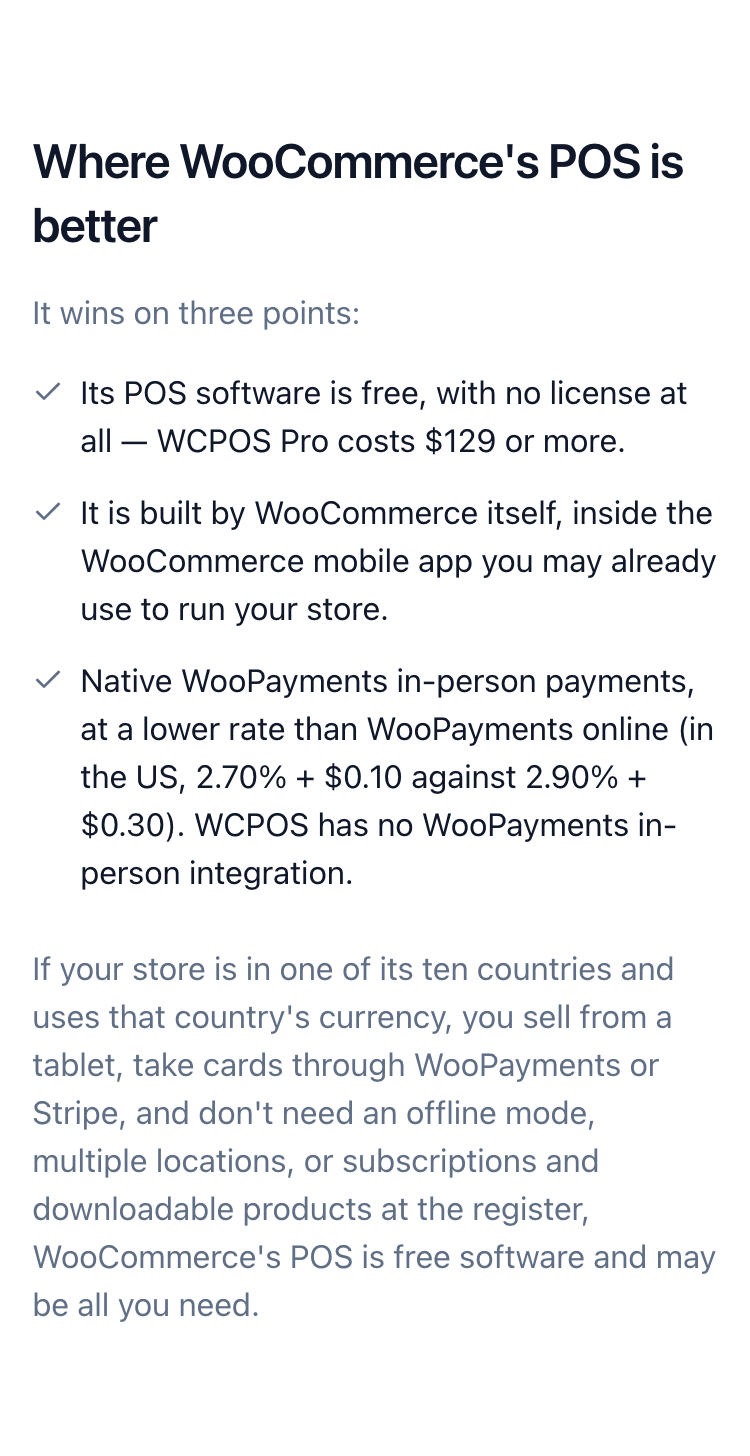 Where WooCommerce's POS is
better
It wins on three points:
Its POS software is free, with no license at
all — WCPOS Pro costs $129 or more.
It is built by WooCommerce itself, inside the
WooCommerce mobile app you may already
use to run your store.
Native WooPayments in-person payments,
at a lower rate than WooPayments online (in
the US, 2.70% + $0.10 against 2.90% +
$0.30). WCPOS has no WooPayments in-
person integration.
If your store is in one of its ten countries and
uses that country's currency, you sell from a
tablet, take cards through WooPayments or
Stripe, and don't need an offline mode,
multiple locations, or subscriptions and
downloadable products at the register,
WooCommerce's POS is free software and may
be all you need.